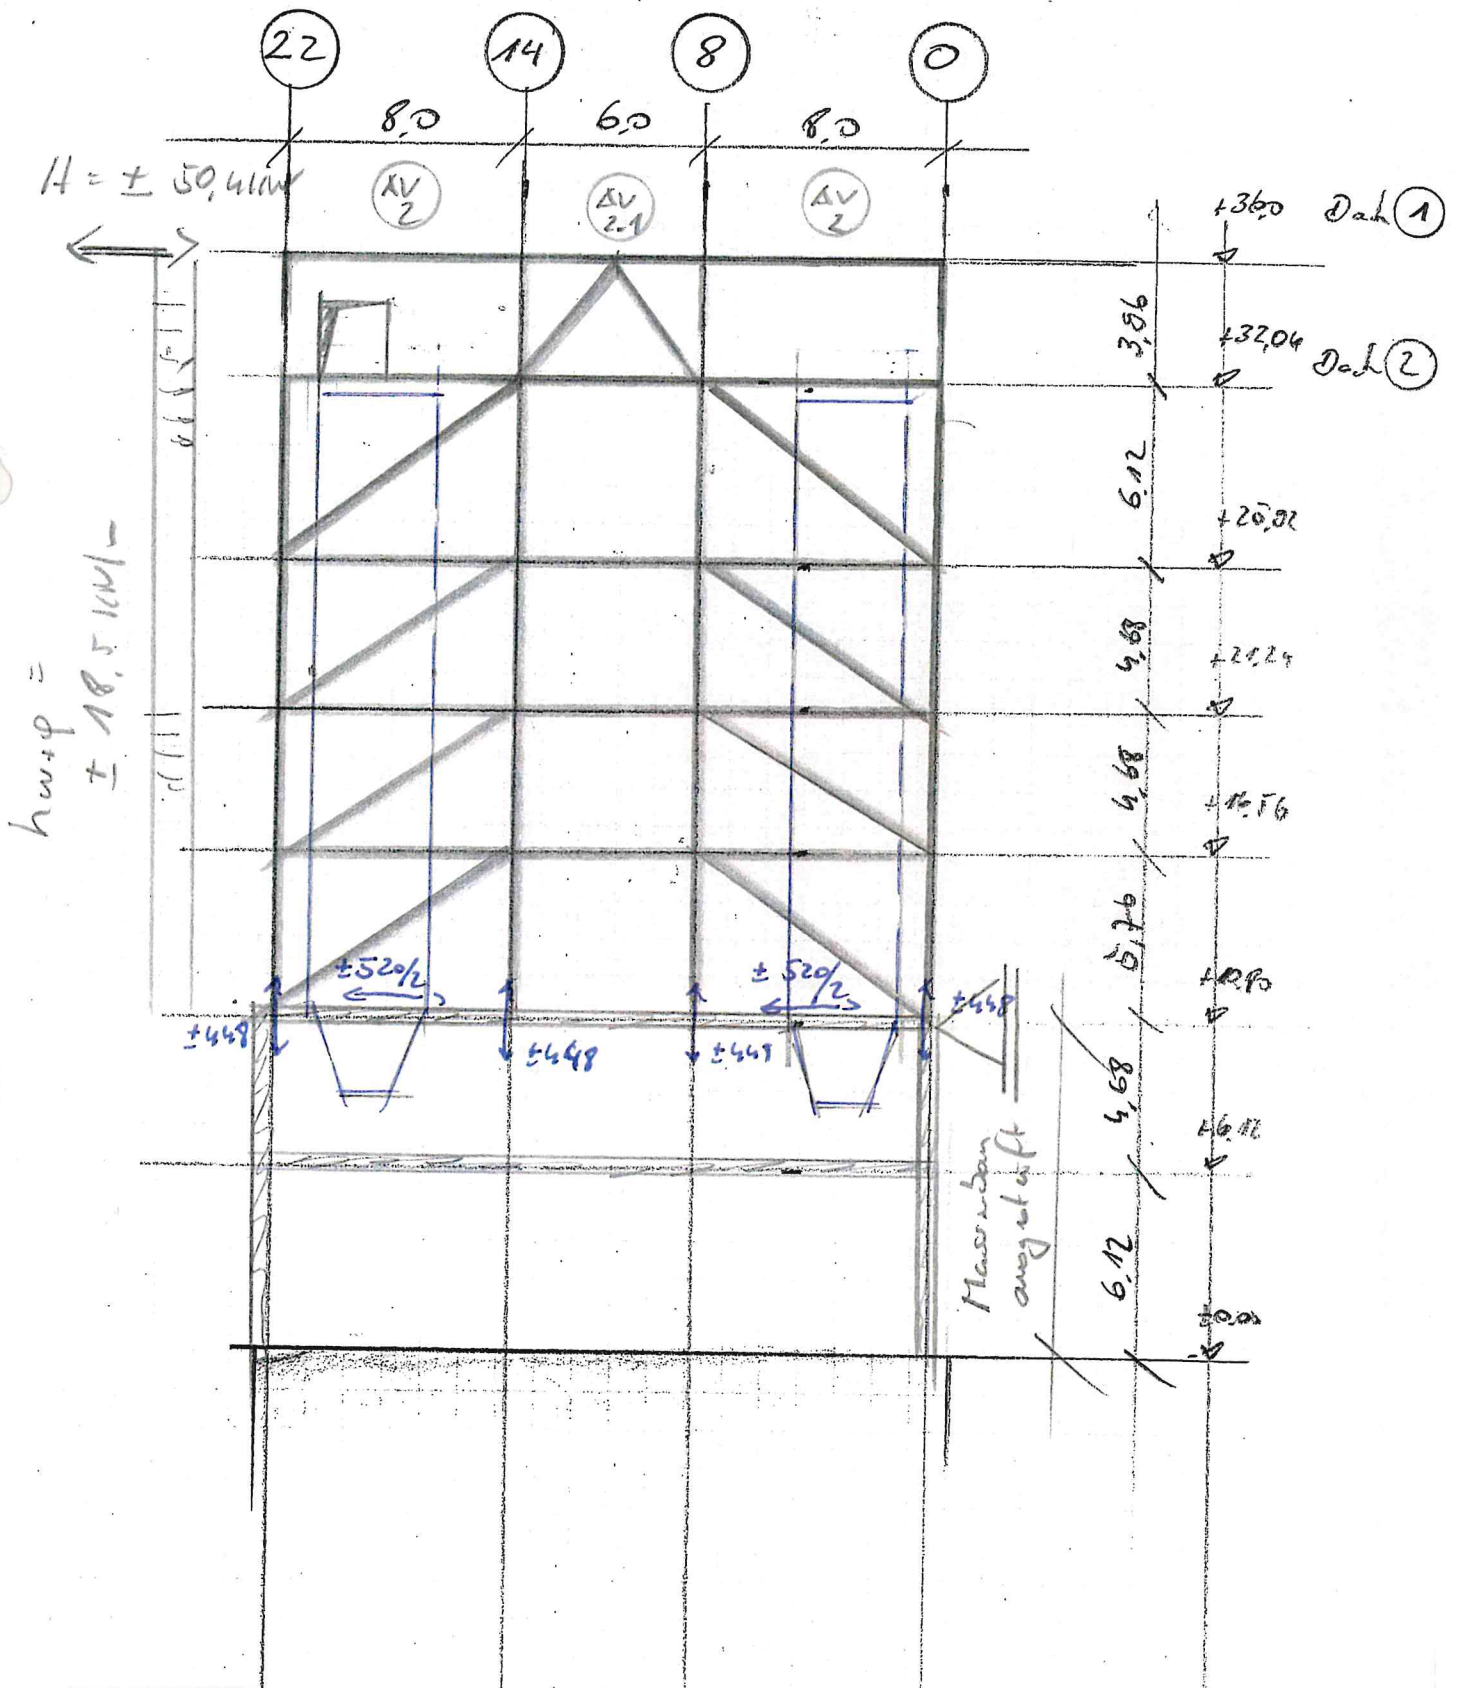 22 14 8 0
8,0 6,0 8,0
H = ± 50,4 kN
AV 2
AV 2.1
AV 2
+36,0 Dach 1
3,96
+32,04 Dach 2
6,12
4,68
+21,24
hw+φ =
± 18,5 kN/m
4,68
+16,56
5,76
±520/2
±520/2
±448
±448
±448
±448
4,68
+6,12
Massivbau
ausgesteift
6,12
±0,00